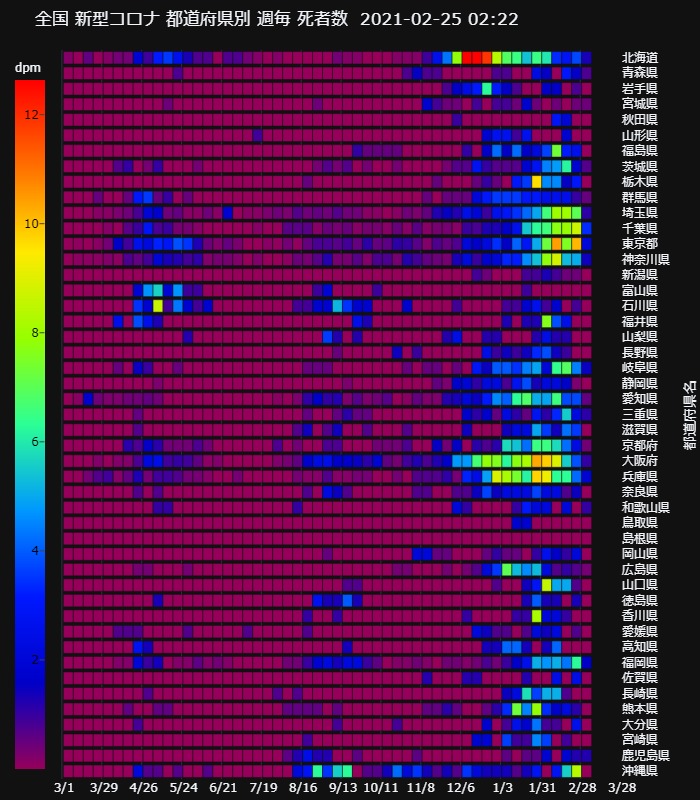 全国 新型コロナ 都道府県別 週毎 死者数 2021-02-25 02:22
dpm
12
10
8
6
4
2
北海道
青森県
岩手県
宮城県
秋田県
山形県
福島県
茨城県
栃木県
群馬県
埼玉県
千葉県
東京都
神奈川県
新潟県
富山県
石川県
福井県
山梨県
長野県
岐阜県
静岡県
愛知県
三重県
滋賀県
京都府
大阪府
兵庫県
奈良県
和歌山県
鳥取県
島根県
岡山県
広島県
山口県
徳島県
香川県
愛媛県
高知県
福岡県
佐賀県
長崎県
熊本県
大分県
宮崎県
鹿児島県
沖縄県
都道府県名
3/1 3/29 4/26 5/24 6/21 7/19 8/16 9/13 10/11 11/8 12/6 1/3 1/31 2/28 3/28